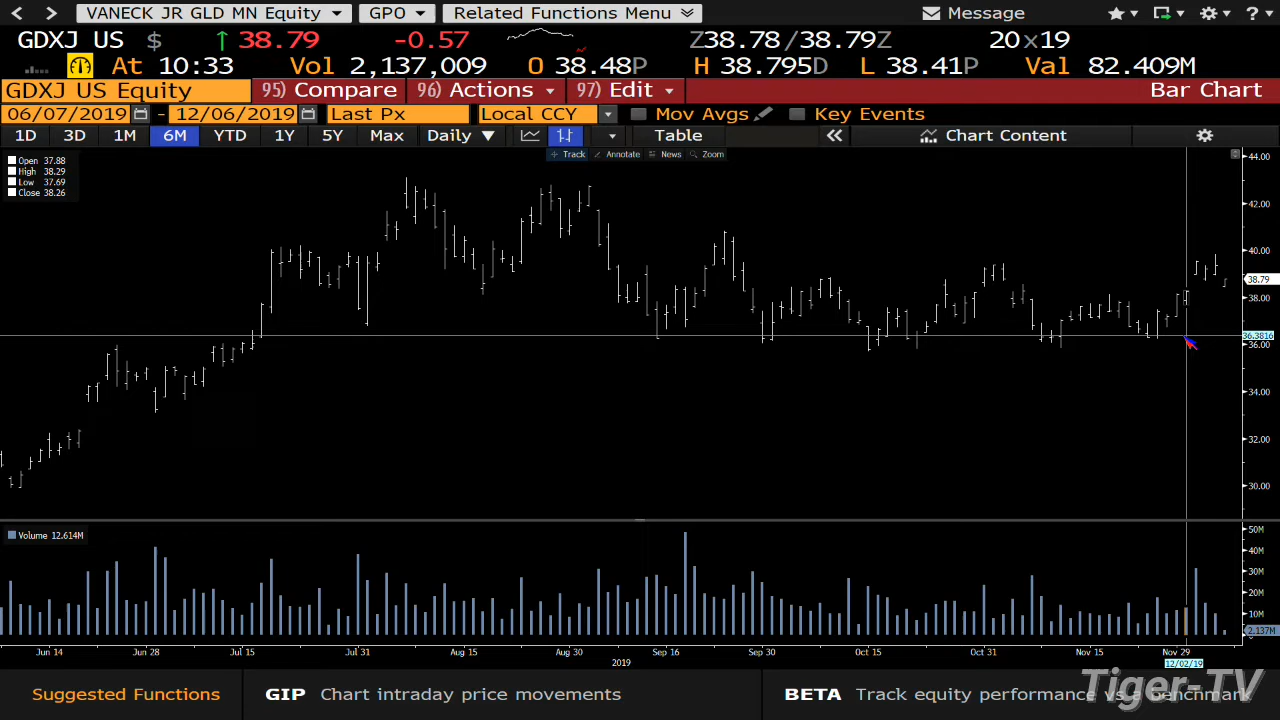 VANECK JR GLD MN Equity GPO Related Functions Menu Message
GDXJ US $ ↑ 38.79 -0.57 Z38.78/38.79Z 20x19
At 10:33 Vol 2,137,009 O 38.48P H 38.795D L 38.41P Val 82.409M
GDXJ US Equity 95) Compare 96) Actions 97) Edit Bar Chart
06/07/2019 - 12/06/2019 Last Px Local CCY Mov Avgs Key Events
1D 3D 1M 6M YTD 1Y 5Y Max Daily ▼ Table « Chart Content
Track Annotate News Zoom
Open 37.88
High 38.29
Low 37.69
Close 38.26
44.00
42.00
40.00
38.79
38.00
36.3816
36.00
34.00
32.00
30.00
Volume 12.614M
50M
40M
30M
20M
10M
2.137M
Jun 14 Jun 28 Jul 15 Jul 31 Aug 15 Aug 30 Sep 16 Sep 30 Oct 15 Oct 31 Nov 15 Nov 29
2019 12/02/19
Suggested Functions GIP Chart intraday price movements BETA Track equity performance vs a benchmark
Tiger-TV